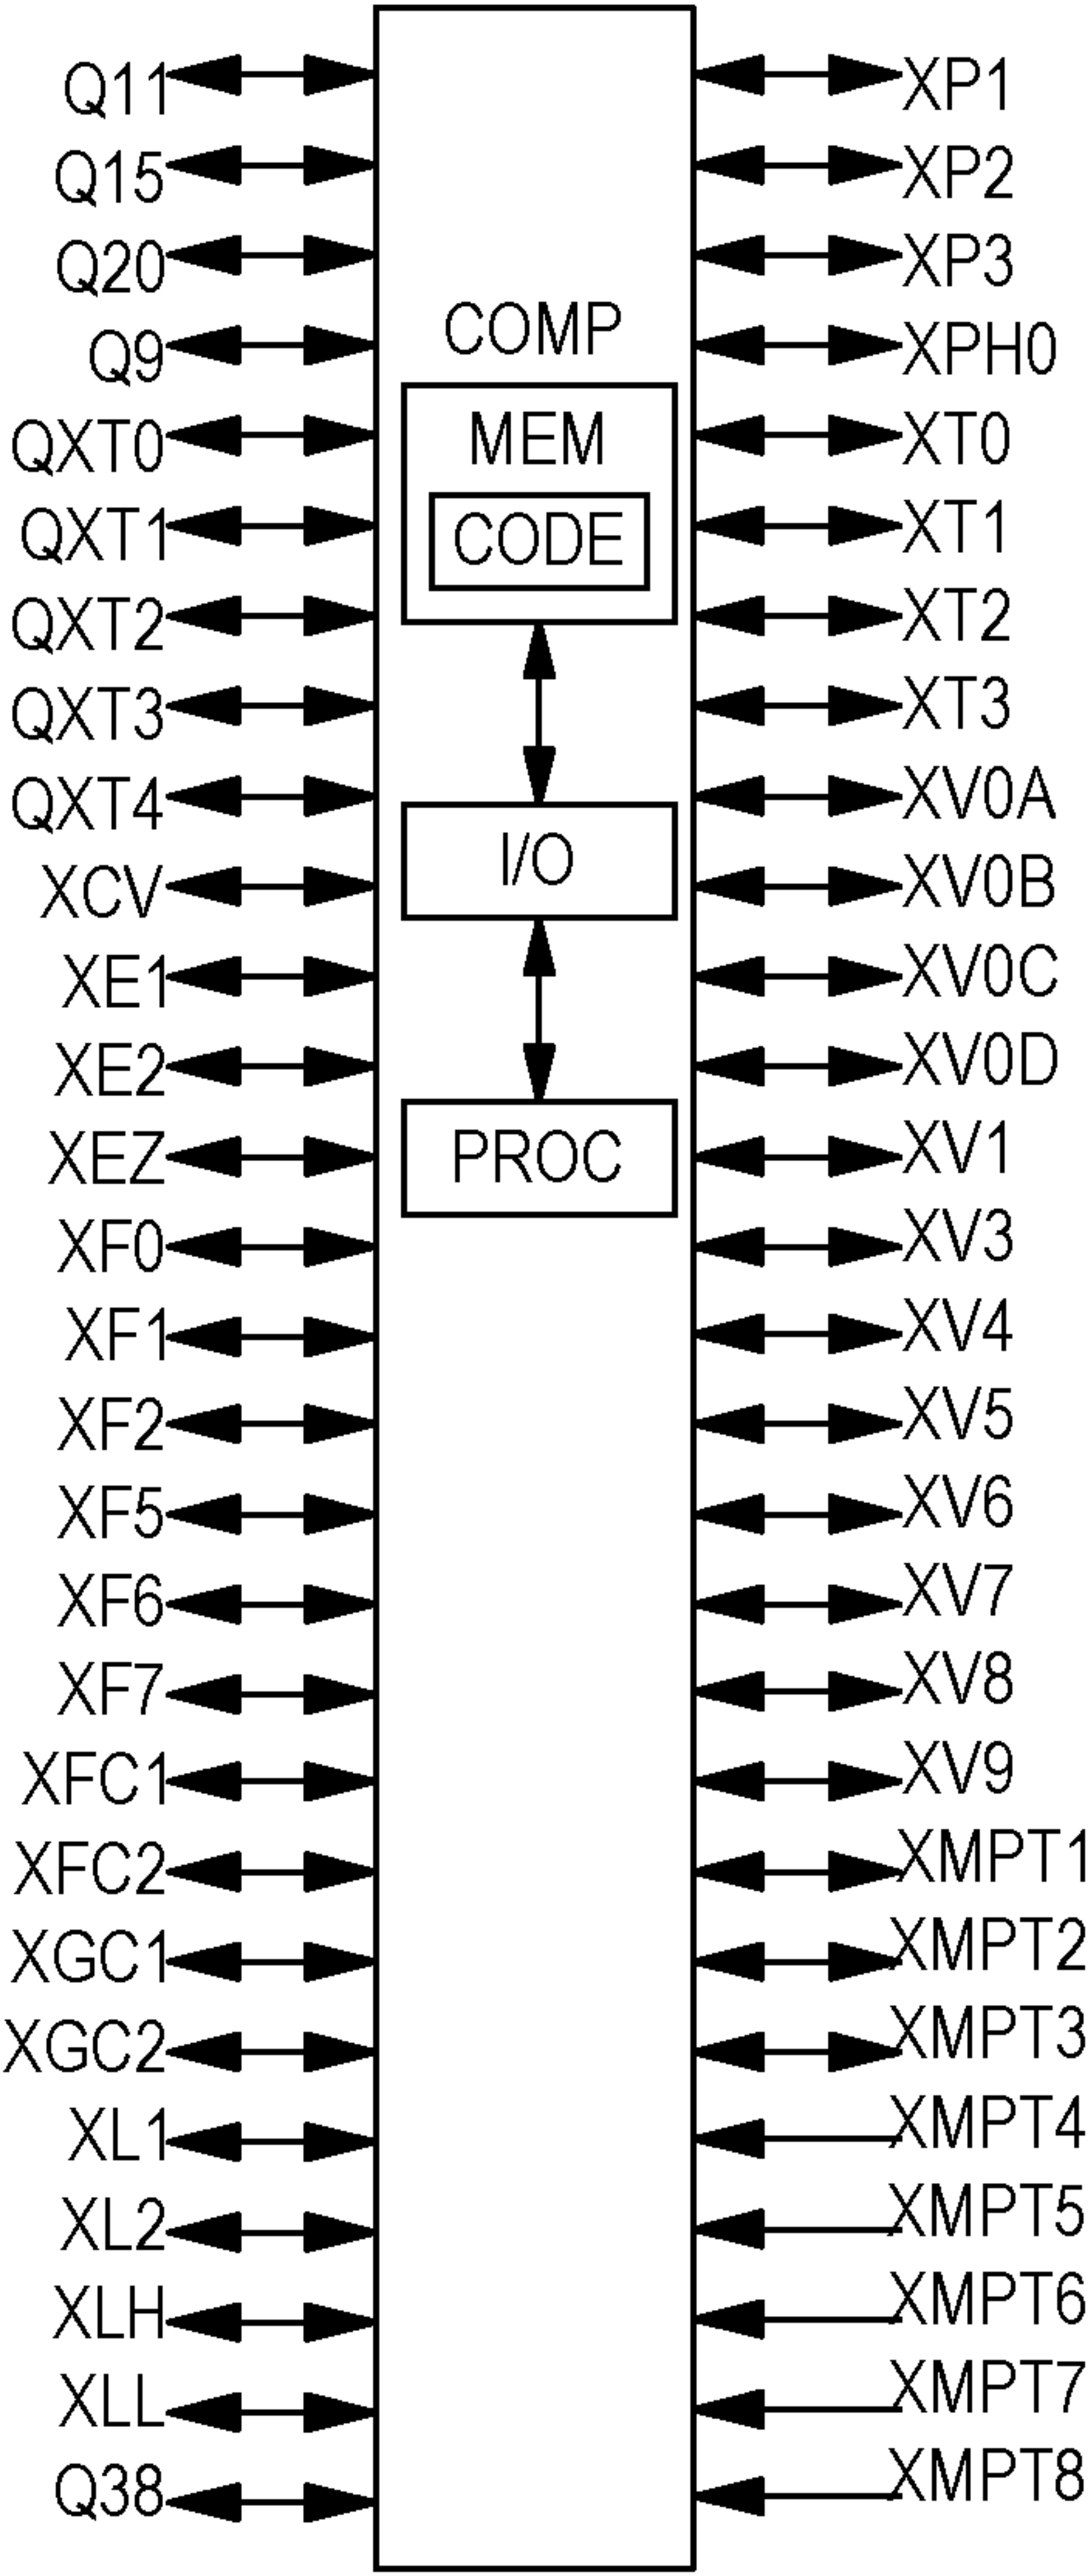 Q11
Q15
Q20
Q9
QXT0
QXT1
QXT2
QXT3
QXT4
XCV
XE1
XE2
XEZ
XF0
XF1
XF2
XF5
XF6
XF7
XFC1
XFC2
XGC1
XGC2
XL1
XL2
XLH
XLL
Q38
COMP
MEM
CODE
I/O
PROC
XP1
XP2
XP3
XPH0
XT0
XT1
XT2
XT3
XV0A
XV0B
XV0C
XV0D
XV1
XV3
XV4
XV5
XV6
XV7
XV8
XV9
XMPT1
XMPT2
XMPT3
XMPT4
XMPT5
XMPT6
XMPT7
XMPT8